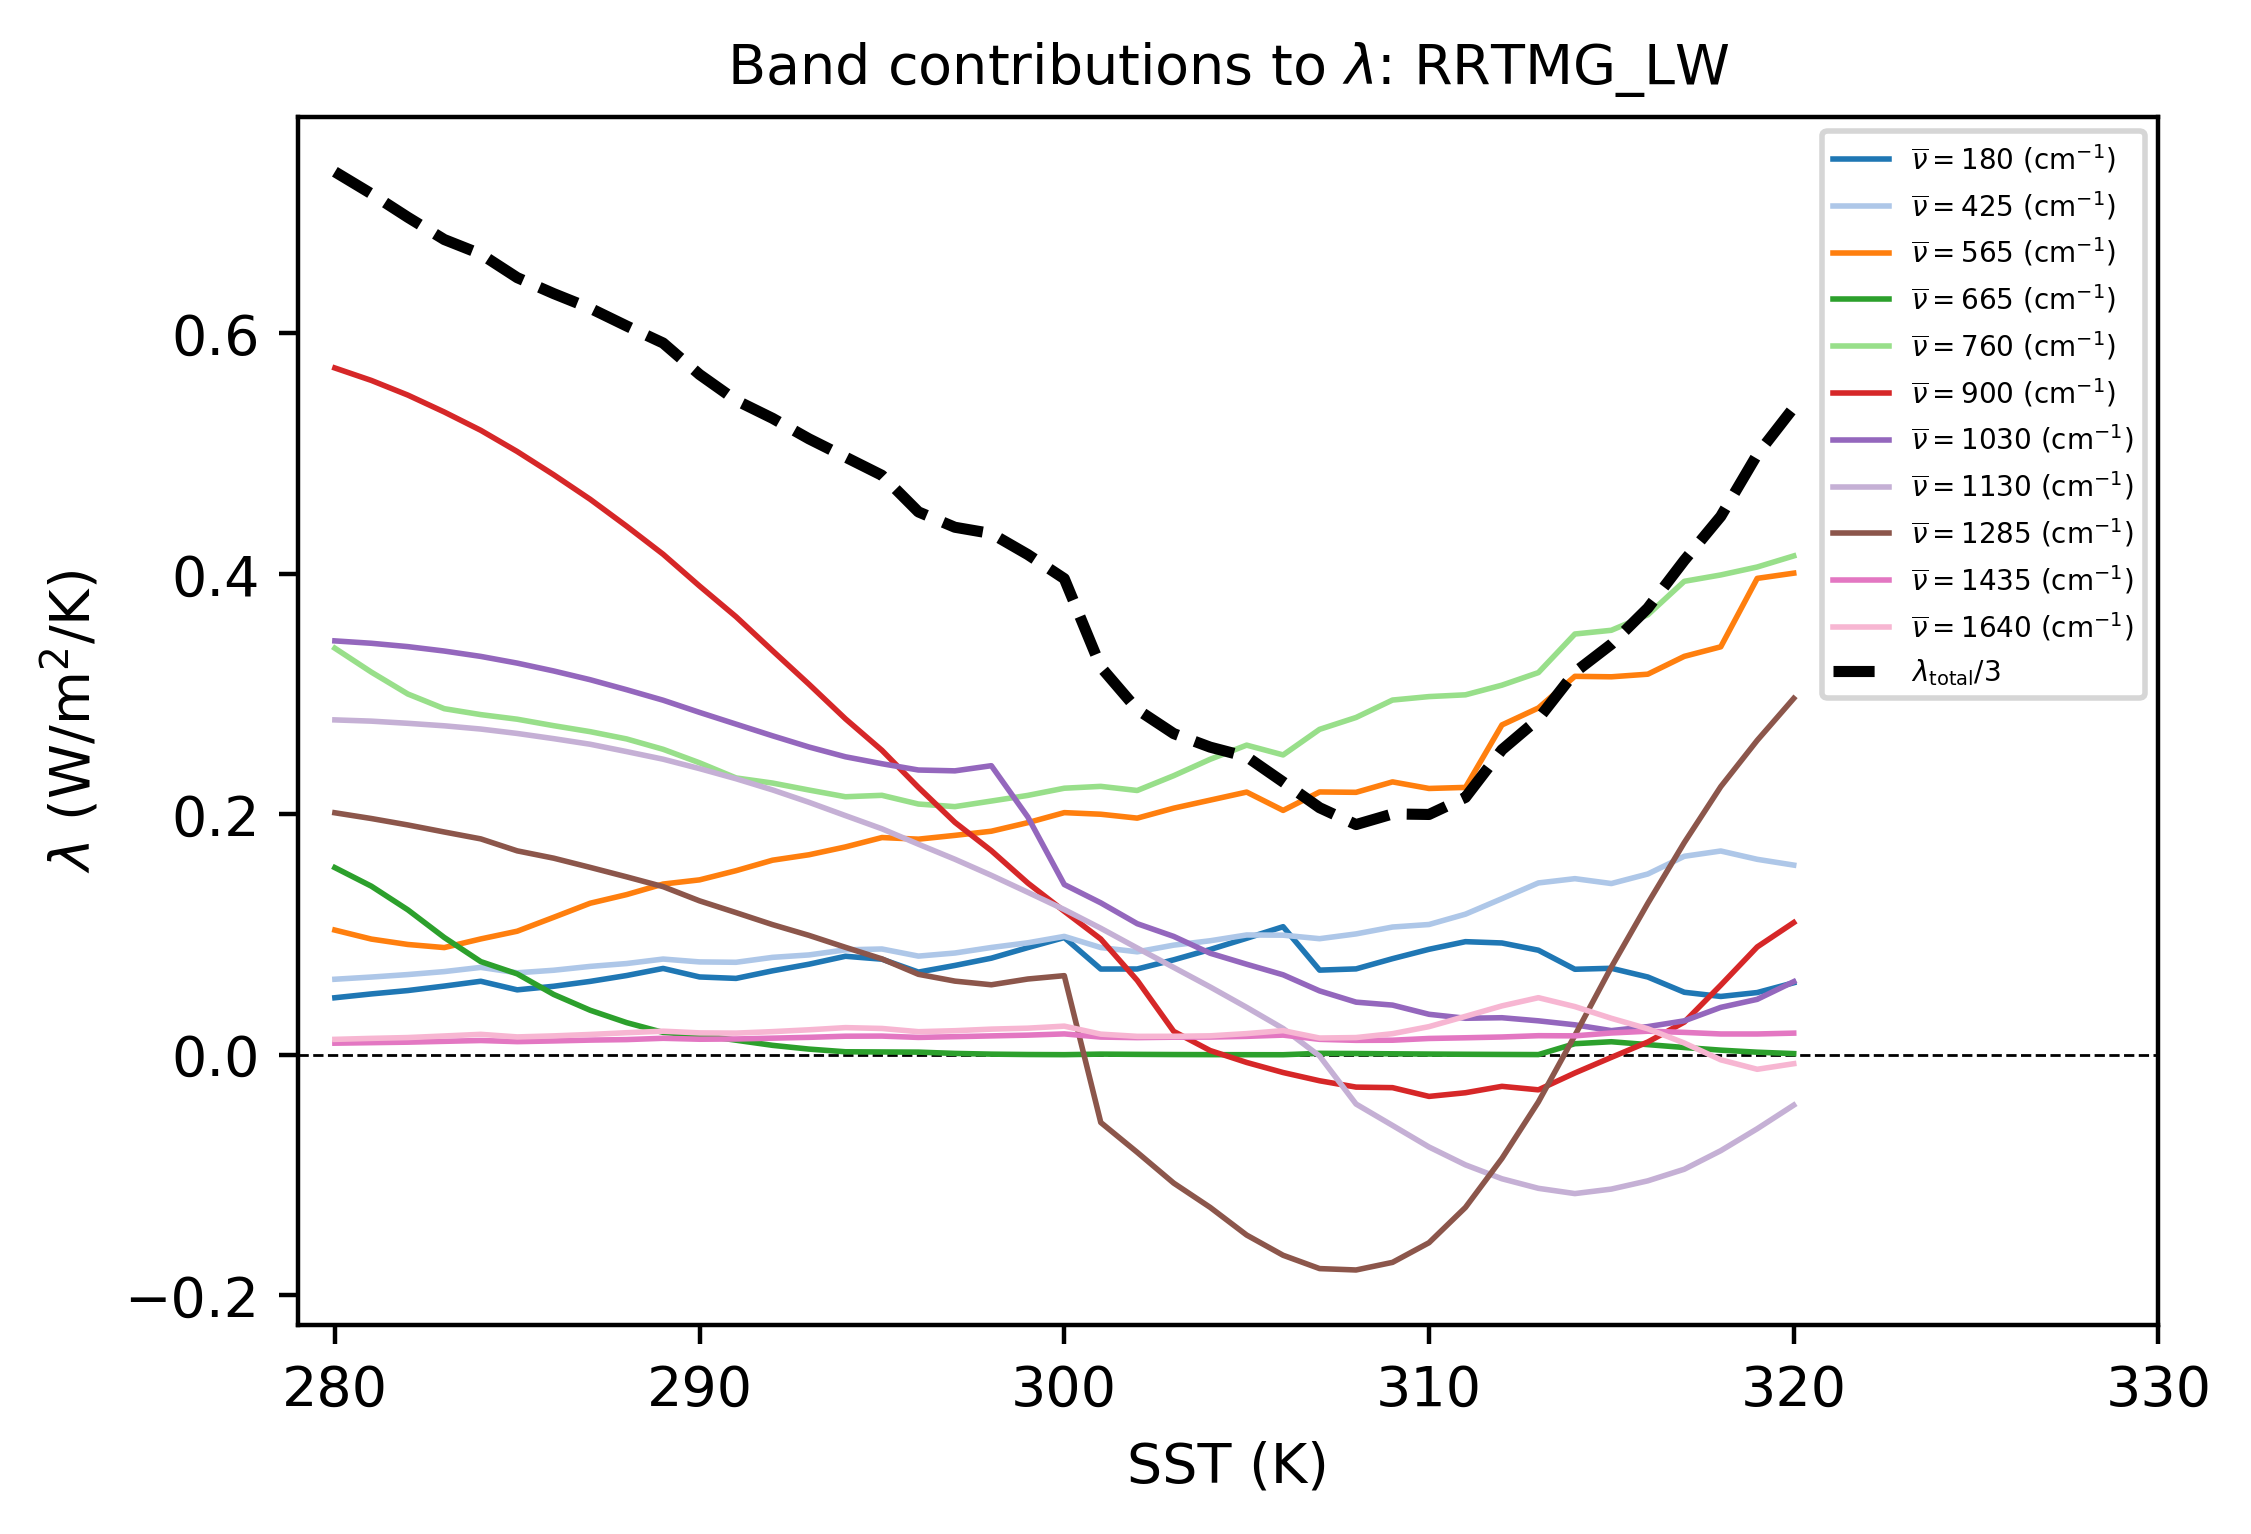 Band contributions to λ: RRTMG_LW
λ (W/m²/K)
0.6
0.4
0.2
0.0
−0.2
280
290
300
310
320
330
SST (K)
ν̅ = 180 (cm⁻¹)
ν̅ = 425 (cm⁻¹)
ν̅ = 565 (cm⁻¹)
ν̅ = 665 (cm⁻¹)
ν̅ = 760 (cm⁻¹)
ν̅ = 900 (cm⁻¹)
ν̅ = 1030 (cm⁻¹)
ν̅ = 1130 (cm⁻¹)
ν̅ = 1285 (cm⁻¹)
ν̅ = 1435 (cm⁻¹)
ν̅ = 1640 (cm⁻¹)
λ_total/3